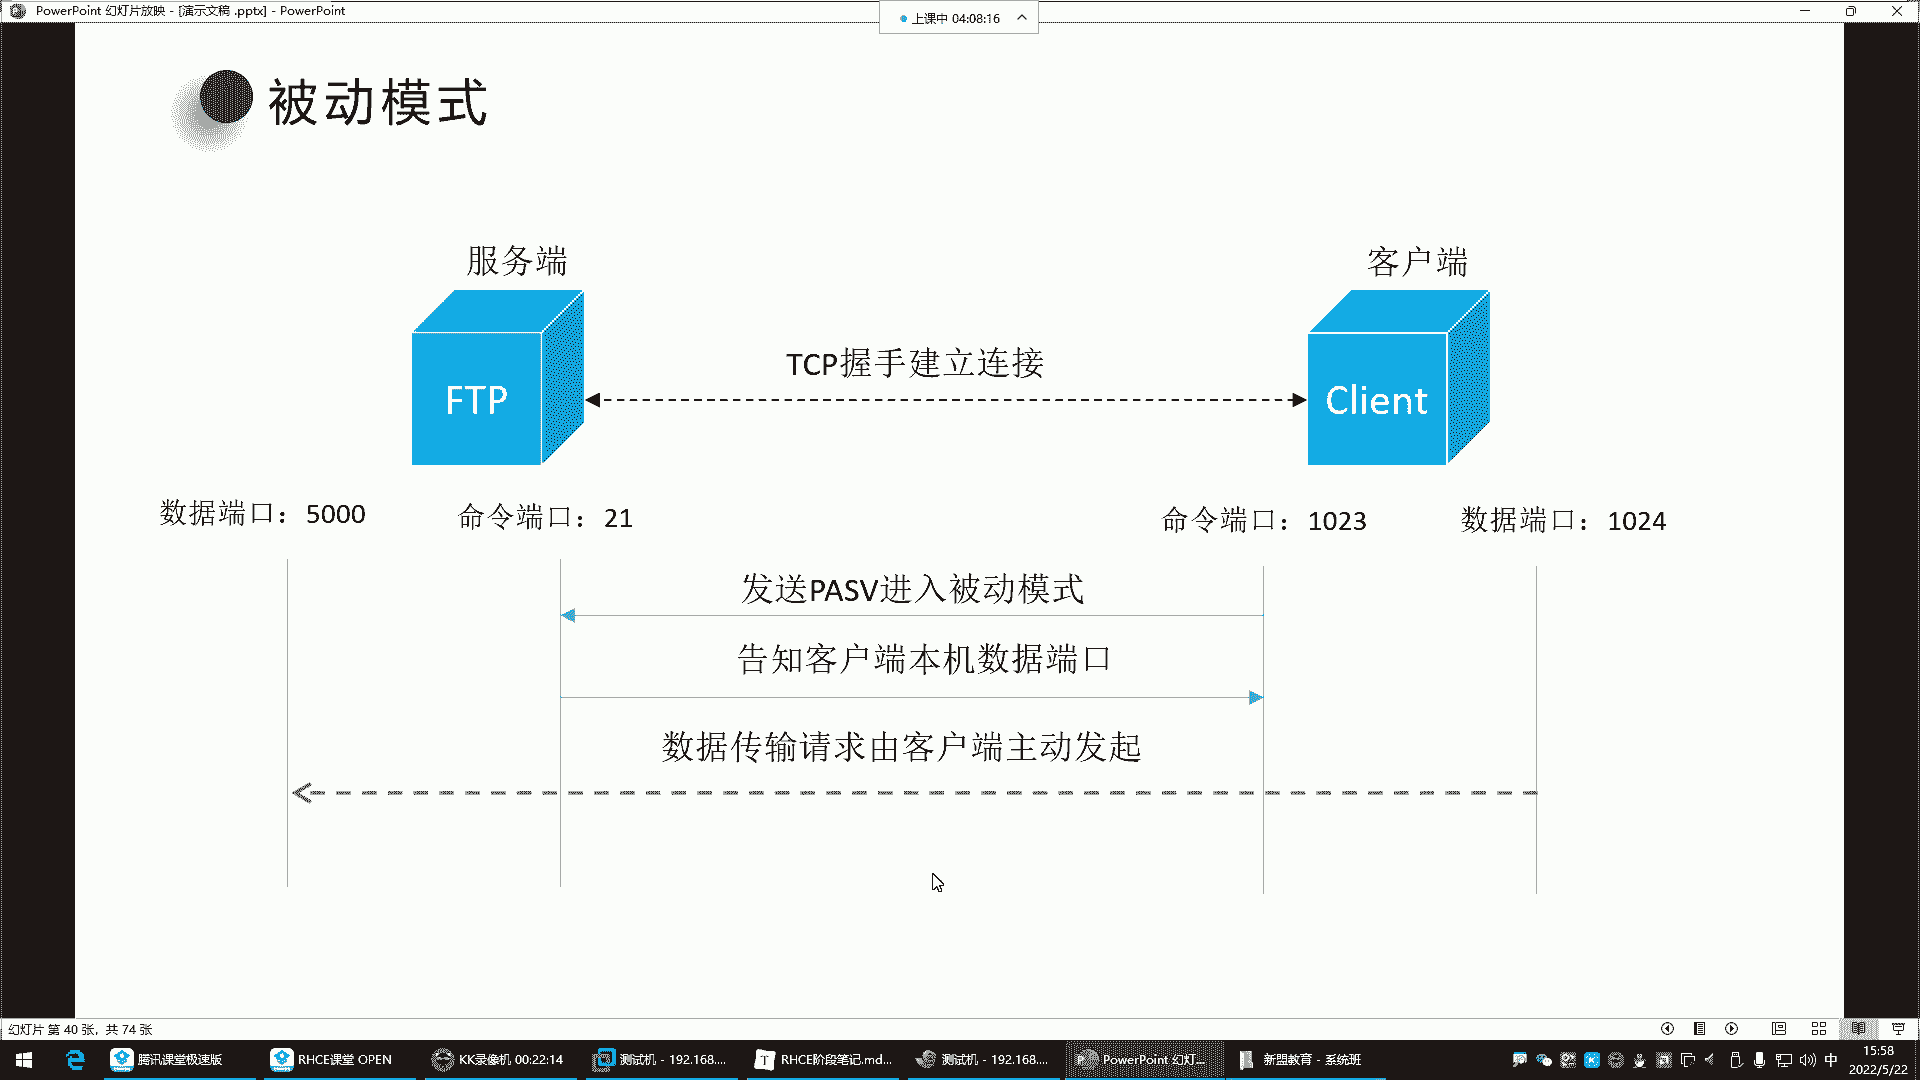 PowerPoint 幻灯片放映 - [演示文稿 .pptx] - PowerPoint
上课中 04:08:16
被动模式
服务端
客户端
TCP握手建立连接
FTP
Client
数据端口：5000
命令端口：21
命令端口：1023
数据端口：1024
发送PASV进入被动模式
告知客户端本机数据端口
数据传输请求由客户端主动发起
幻灯片 第 40 张，共 74 张
腾讯课堂极速版
RHCE课堂 OPEN
KK录像机 00:22:14
测试机 - 192.168....
RHCE阶段笔记.md...
测试机 - 192.168....
PowerPoint 幻灯...
新盟教育 - 系统班
中
15:58
2022/5/22